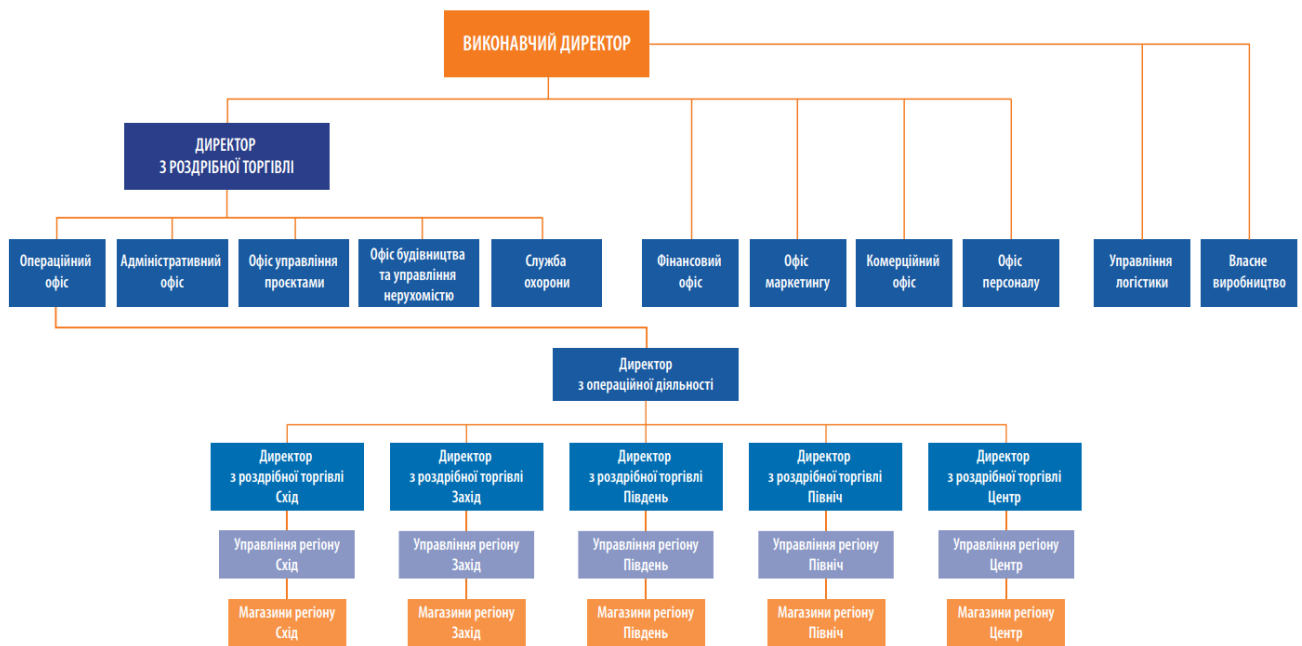 ВИКОНАВЧИЙ ДИРЕКТОР
ДИРЕКТОР
З РОЗДРІБНОЇ ТОРГІВЛІ
Операційний
офіс
Адміністративний
офіс
Офіс управління
проєктами
Офіс будівництва
та управління
нерухомістю
Служба
охорони
Фінансовий
офіс
Офіс
маркетингу
Комерційний
офіс
Офіс
персоналу
Управління
логістики
Власне
виробництво
Директор
з операційної діяльності
Директор
з роздрібної торгівлі
Схід
Директор
з роздрібної торгівлі
Захід
Директор
з роздрібної торгівлі
Південь
Директор
з роздрібної торгівлі
Північ
Директор
з роздрібної торгівлі
Центр
Управління регіону
Схід
Управління регіону
Захід
Управління регіону
Південь
Управління регіону
Північ
Управління регіону
Центр
Магазини регіону
Схід
Магазини регіону
Захід
Магазини регіону
Південь
Магазини регіону
Північ
Магазини регіону
Центр